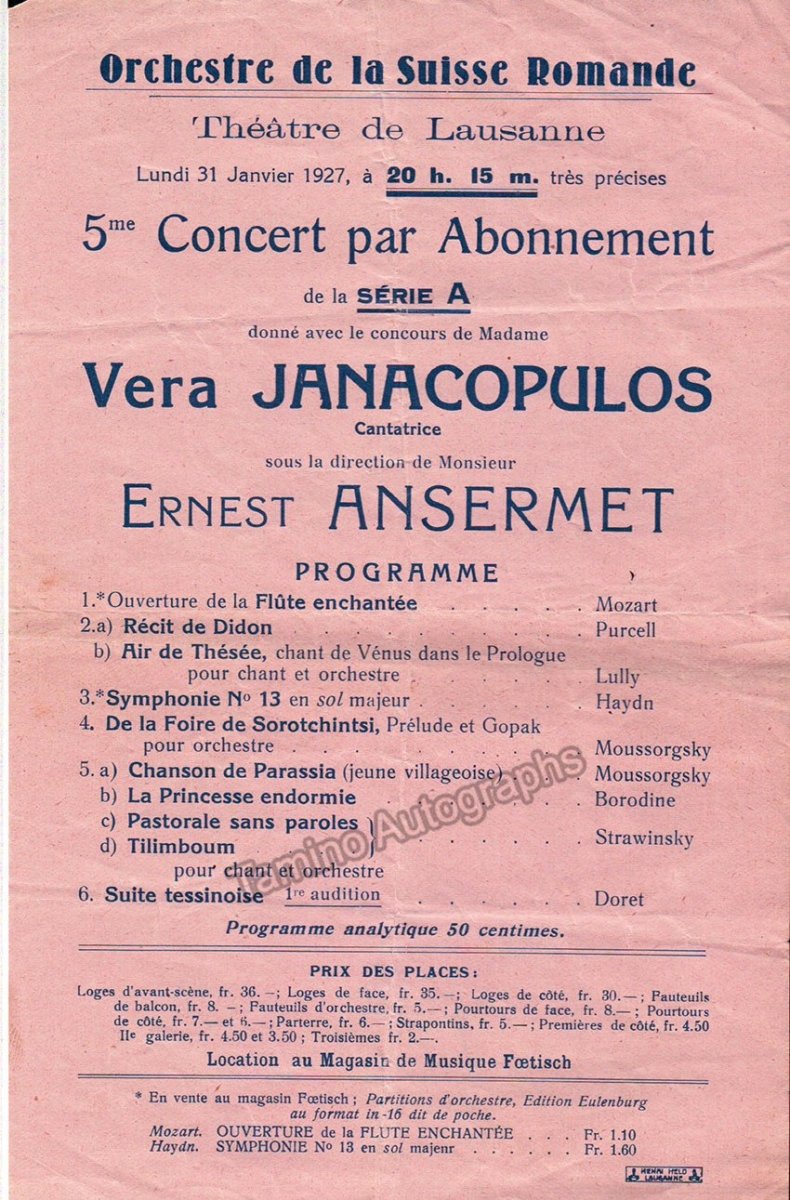 Orchestre de la Suisse Romande
Théâtre de Lausanne
Lundi 31 Janvier 1927, à 20 h. 15 m. très précises
5me Concert par Abonnement
de la SÉRIE A
donné avec le concours de Madame
Vera JANACOPULOS
Cantatrice
sous la direction de Monsieur
ERNEST ANSERMET
PROGRAMME
1.*Ouverture de la Flûte enchantée . . . . . Mozart
2.a) Récit de Didon . . . . . . . . . . Purcell
b) Air de Thésée, chant de Vénus dans le Prologue
pour chant et orchestre . . . . . . Lully
3.*Symphonie No 13 en sol majeur . . . . . . Haydn
4. De la Foire de Sorotchintsi, Prélude et Gopak
pour orchestre . . . . . . . . . . Moussorgsky
5. a) Chanson de Parassia (jeune villageoise) . . . Moussorgsky
b) La Princesse endormie . . . . . . . Borodine
c) Pastorale sans paroles
d) Tilimboum . . . . . . Strawinsky
pour chant et orchestre
6. Suite tessinoise 1re audition . . . . . . Doret
Programme analytique 50 centimes.
PRIX DES PLACES:
Loges d'avant-scène, fr. 36.—; Loges de face, fr. 35.—; Loges de côté, fr. 30.—; Fauteuils
de balcon, fr. 8. —; Fauteuils d'orchestre, fr. 5.—; Pourtours de face, fr. 8.—; Pourtours
de côté, fr. 7.— et 6.—; Parterre, fr. 6.—; Strapontins, fr. 5.—; Premières de côté, fr. 4.50
IIe galerie, fr. 4.50 et 3.50; Troisièmes fr. 2.—.
Location au Magasin de Musique Fœtisch
* En vente au magasin Fœtisch; Partitions d'orchestre, Edition Eulenburg
au format in-16 dit de poche.
Mozart. OUVERTURE de la FLUTE ENCHANTÉE . . . Fr. 1.10
Haydn. SYMPHONIE No 13 en sol majenr . . . . . . Fr. 1.60
HENRI HELD
LAUSANNE
Tamino Autographs